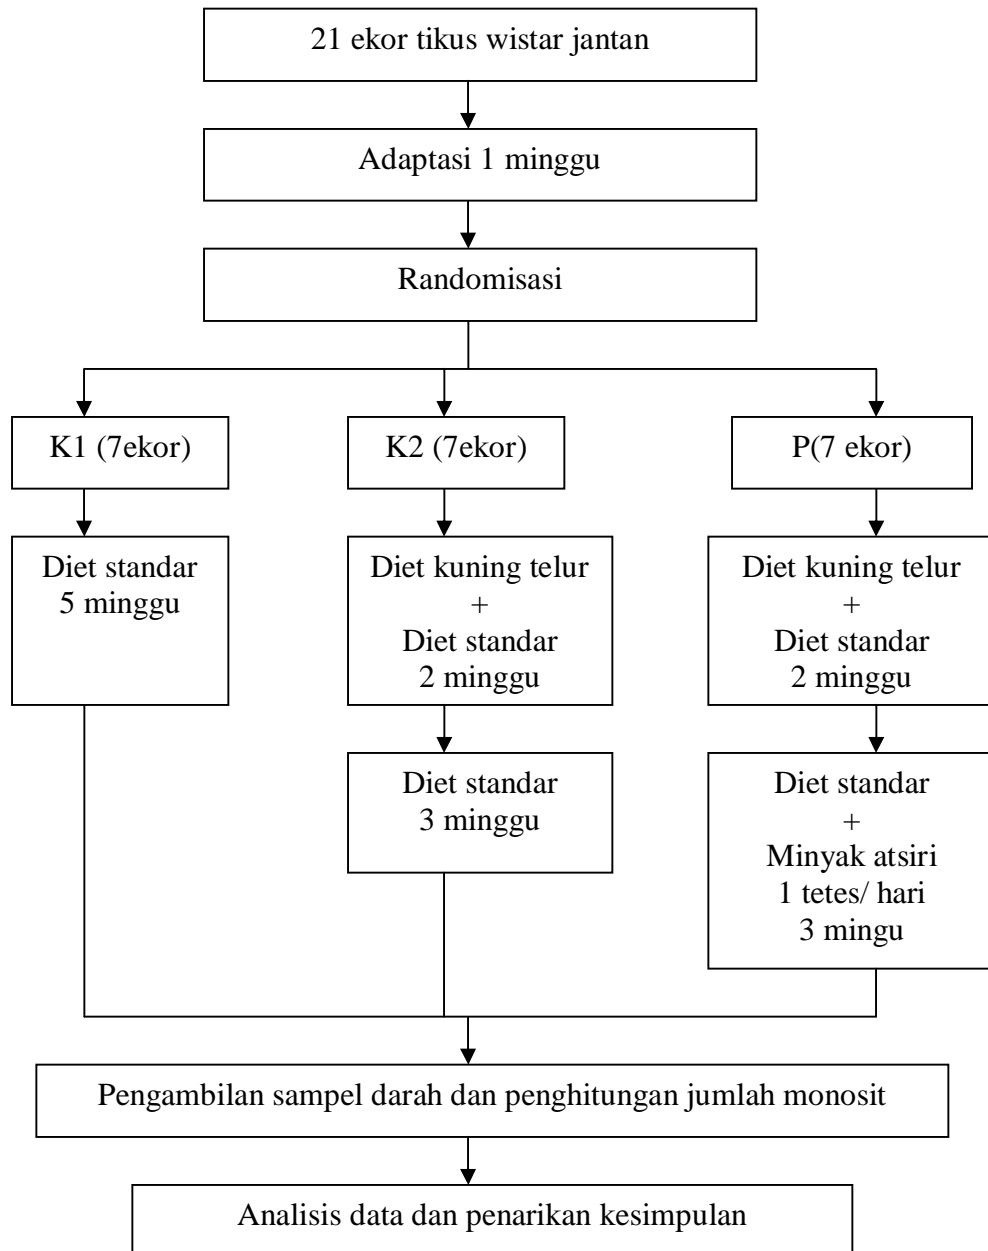 21 ekor tikus wistar jantan
Adaptasi 1 minggu
Randomisasi
K1 (7ekor)
K2 (7ekor)
P(7 ekor)
Diet standar
5 minggu
Diet kuning telur
+
Diet standar
2 minggu
Diet kuning telur
+
Diet standar
2 minggu
Diet standar
3 minggu
Diet standar
+
Minyak atsiri
1 tetes/ hari
3 mingu
Pengambilan sampel darah dan penghitungan jumlah monosit
Analisis data dan penarikan kesimpulan